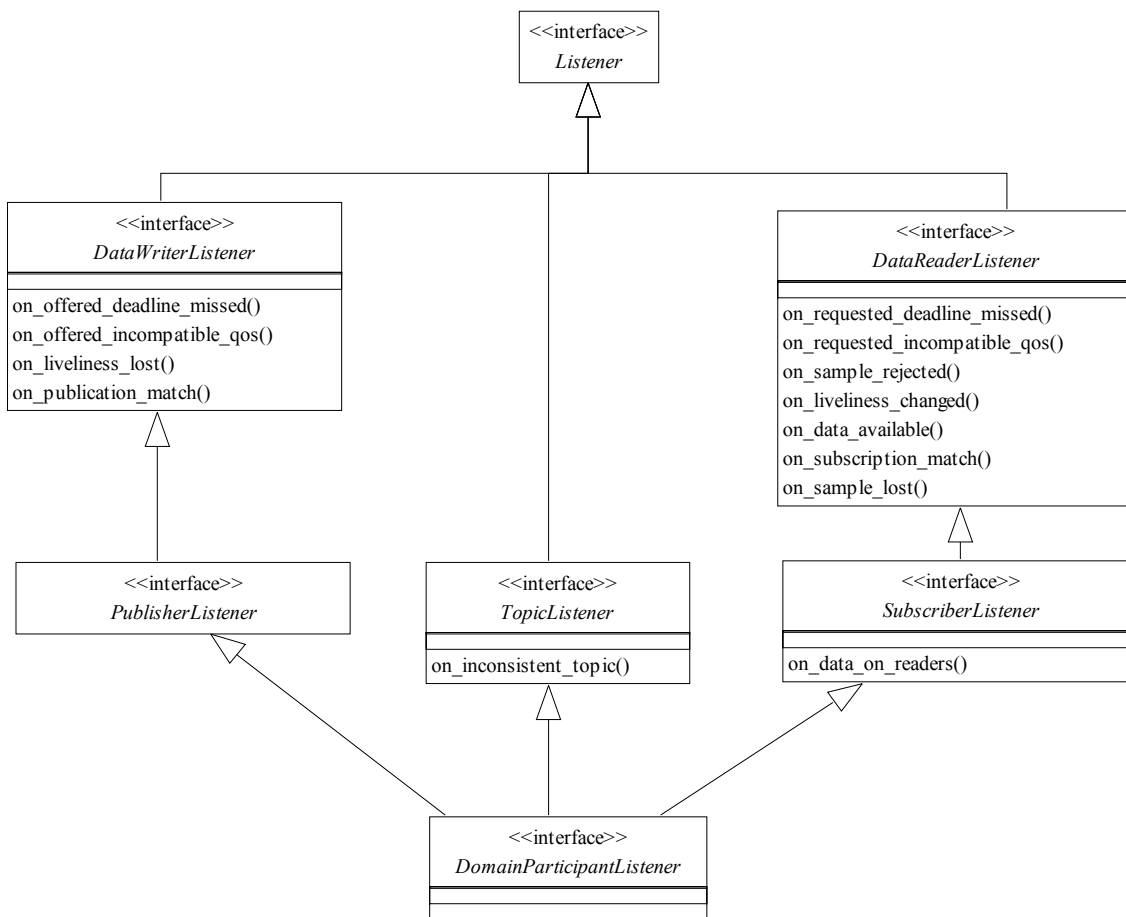 <<interface>>
Listener
<<interface>>
DataWriterListener
on_offered_deadline_missed()
on_offered_incompatible_qos()
on_liveliness_lost()
on_publication_match()
<<interface>>
DataReaderListener
on_requested_deadline_missed()
on_requested_incompatible_qos()
on_sample_rejected()
on_liveliness_changed()
on_data_available()
on_subscription_match()
on_sample_lost()
<<interface>>
PublisherListener
<<interface>>
TopicListener
on_inconsistent_topic()
<<interface>>
SubscriberListener
on_data_on_readers()
<<interface>>
DomainParticipantListener